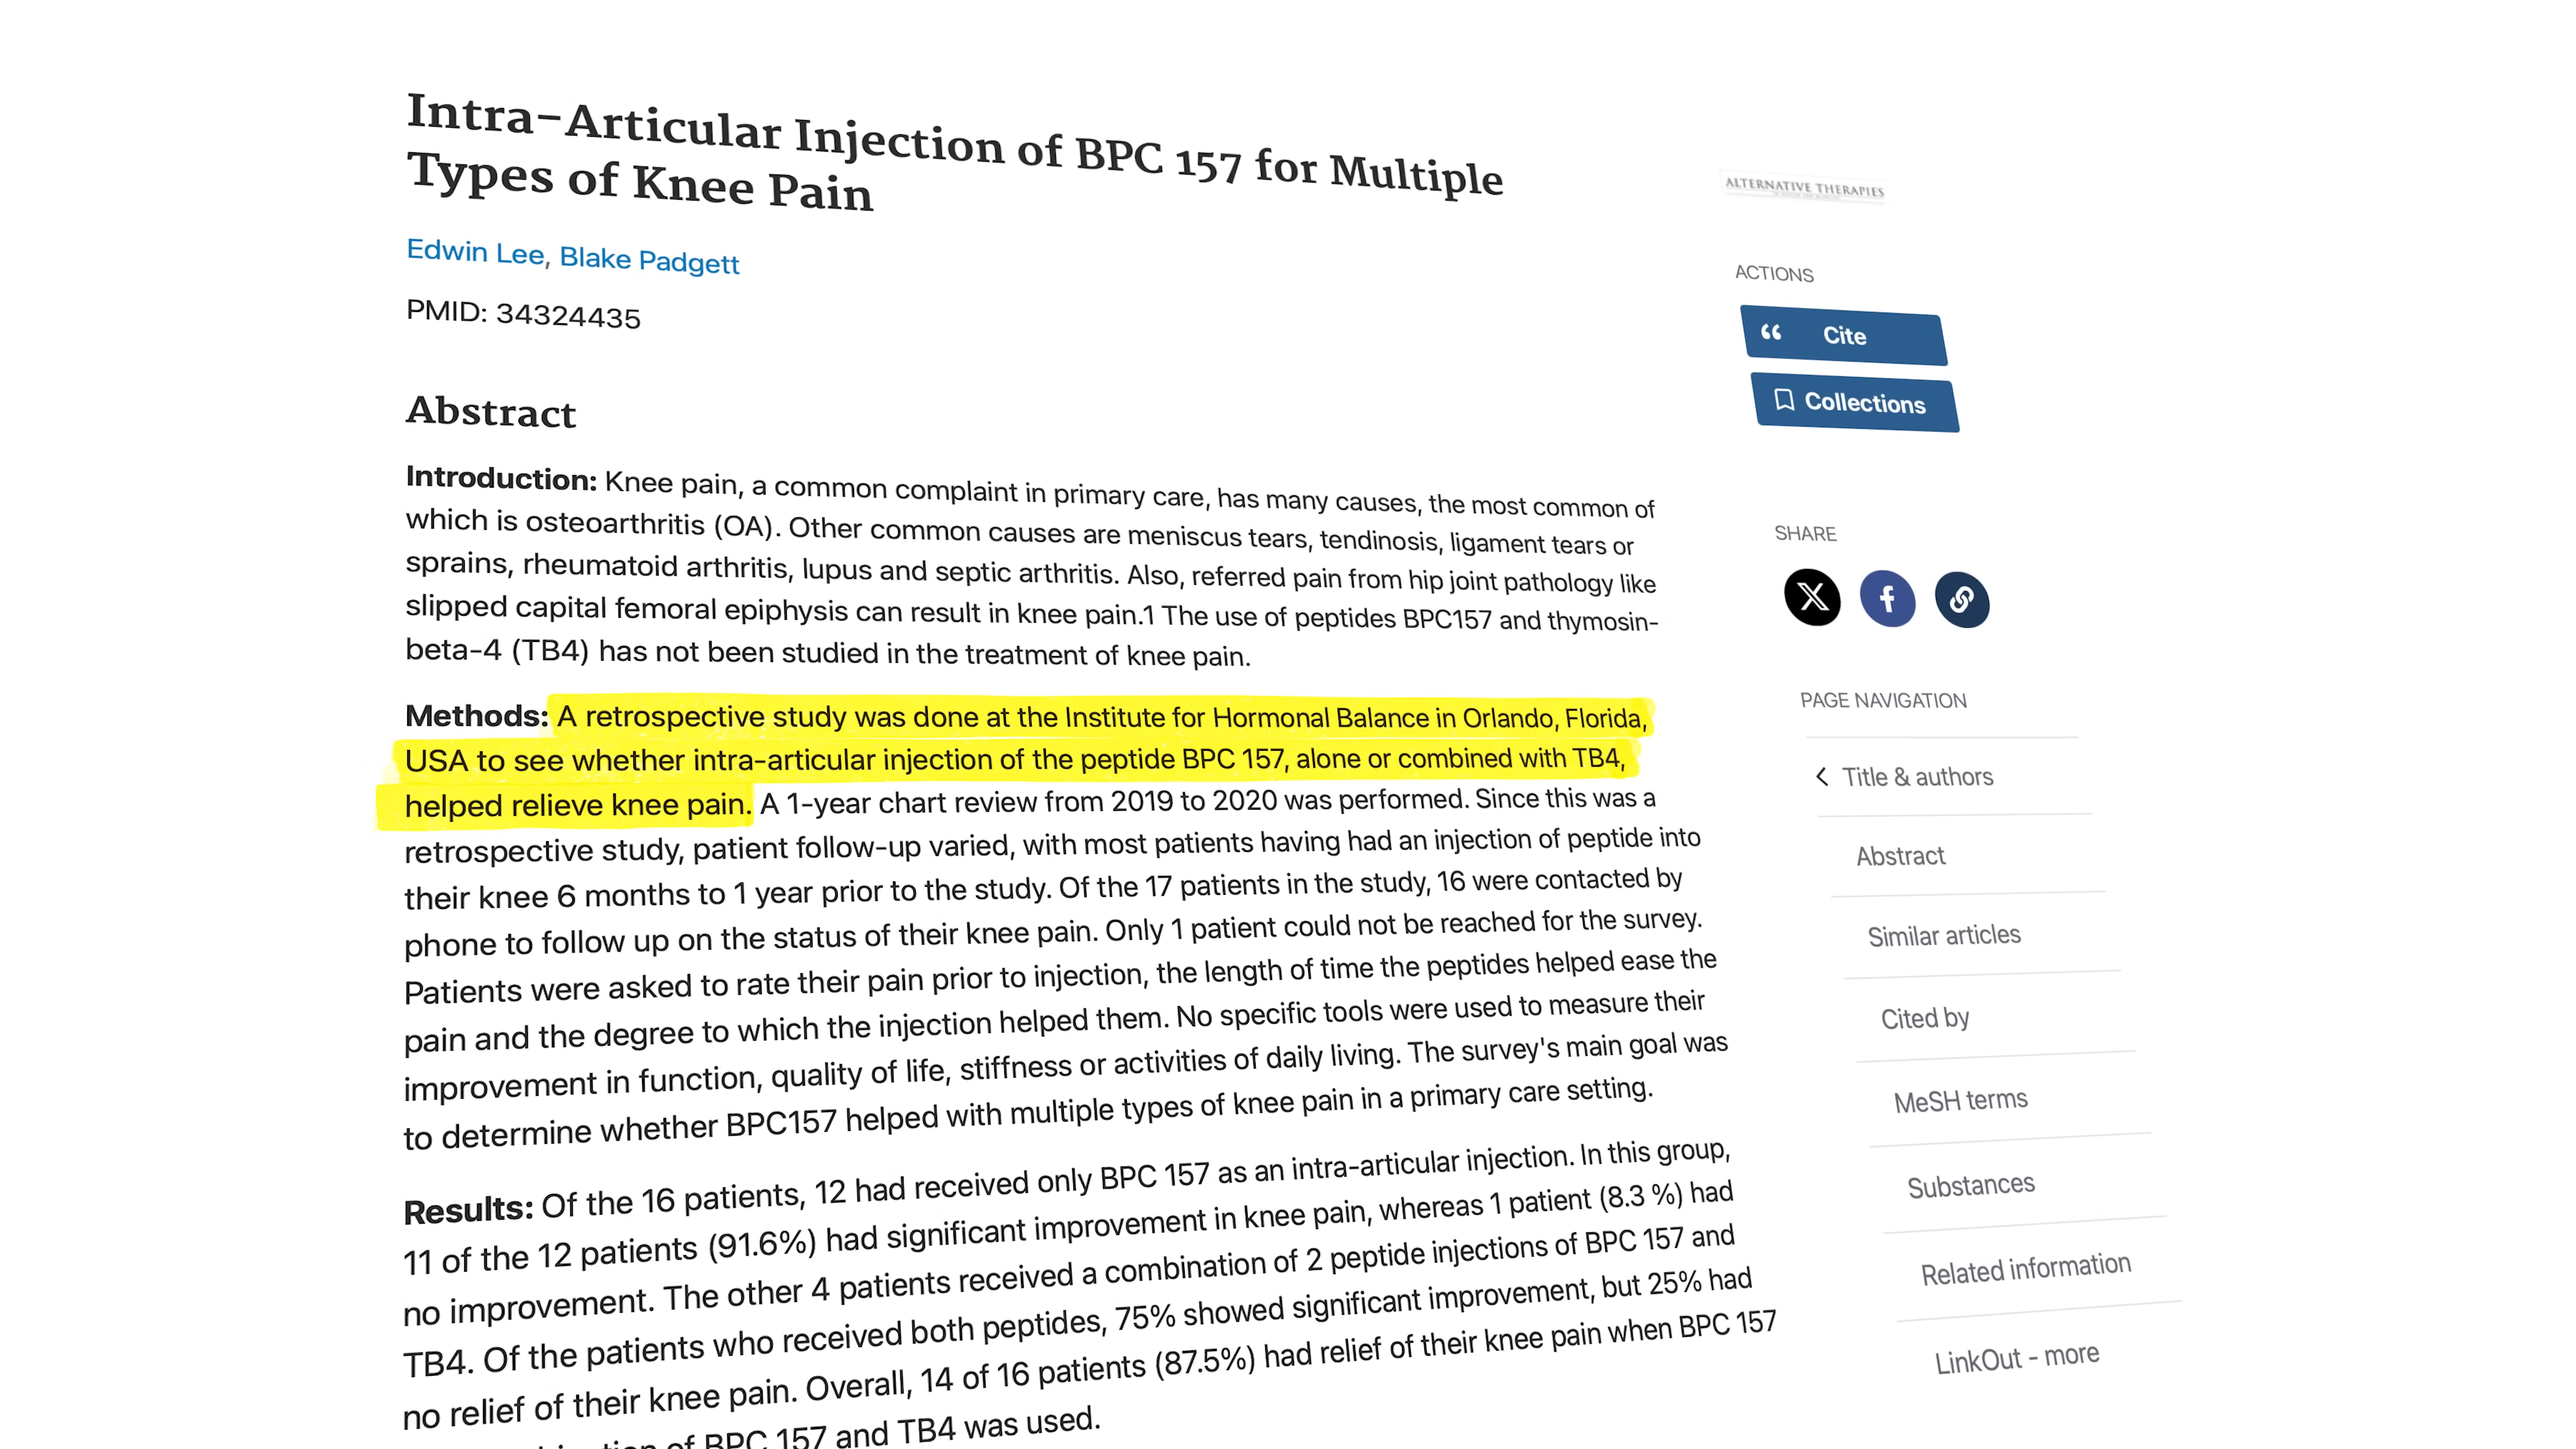 Intra-Articular Injection of BPC 157 for Multiple
Types of Knee Pain
Edwin Lee, Blake Padgett
PMID: 34324435
Abstract
Introduction: Knee pain, a common complaint in primary care, has many causes, the most common of
which is osteoarthritis (OA). Other common causes are meniscus tears, tendinosis, ligament tears or
sprains, rheumatoid arthritis, lupus and septic arthritis. Also, referred pain from hip joint pathology like
slipped capital femoral epiphysis can result in knee pain.1 The use of peptides BPC157 and thymosin-
beta-4 (TB4) has not been studied in the treatment of knee pain.
Methods: A retrospective study was done at the Institute for Hormonal Balance in Orlando, Florida,
USA to see whether intra-articular injection of the peptide BPC 157, alone or combined with TB4,
helped relieve knee pain. A 1-year chart review from 2019 to 2020 was performed. Since this was a
retrospective study, patient follow-up varied, with most patients having had an injection of peptide into
their knee 6 months to 1 year prior to the study. Of the 17 patients in the study, 16 were contacted by
phone to follow up on the status of their knee pain. Only 1 patient could not be reached for the survey.
Patients were asked to rate their pain prior to injection, the length of time the peptides helped ease the
pain and the degree to which the injection helped them. No specific tools were used to measure their
improvement in function, quality of life, stiffness or activities of daily living. The survey's main goal was
to determine whether BPC157 helped with multiple types of knee pain in a primary care setting.
Results: Of the 16 patients, 12 had received only BPC 157 as an intra-articular injection. In this group,
11 of the 12 patients (91.6%) had significant improvement in knee pain, whereas 1 patient (8.3 %) had
no improvement. The other 4 patients received a combination of 2 peptide injections of BPC 157 and
TB4. Of the patients who received both peptides, 75% showed significant improvement, but 25% had
no relief of their knee pain. Overall, 14 of 16 patients (87.5%) had relief of their knee pain when BPC 157
of BPC 157 and TB4 was used.
ALTERNATIVE THERAPIES
ACTIONS
Cite
Collections
SHARE
PAGE NAVIGATION
Title & authors
Abstract
Similar articles
Cited by
MeSH terms
Substances
Related information
LinkOut - more